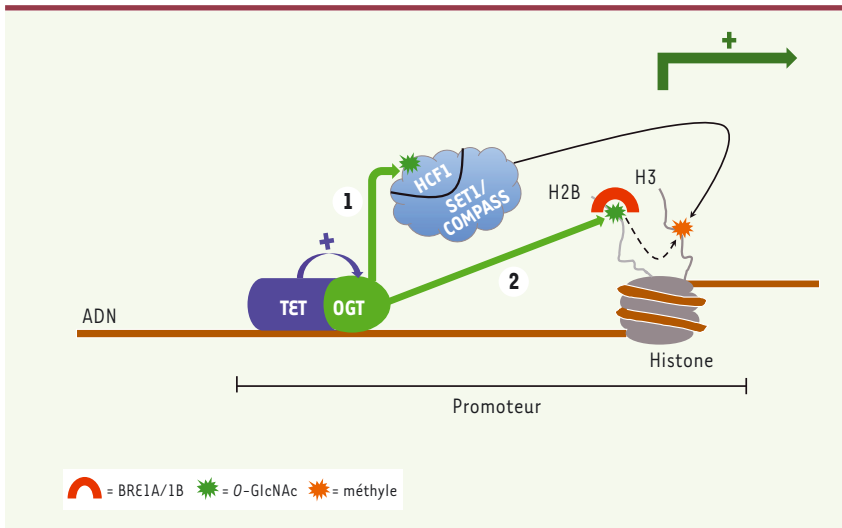 +
1
HCF1
SET1/
COMPASS
H2B
H3
+
2
TET
OGT
ADN
Histone
Promoteur
= BRE1A/1B
= O-GlcNAc
= méthyle